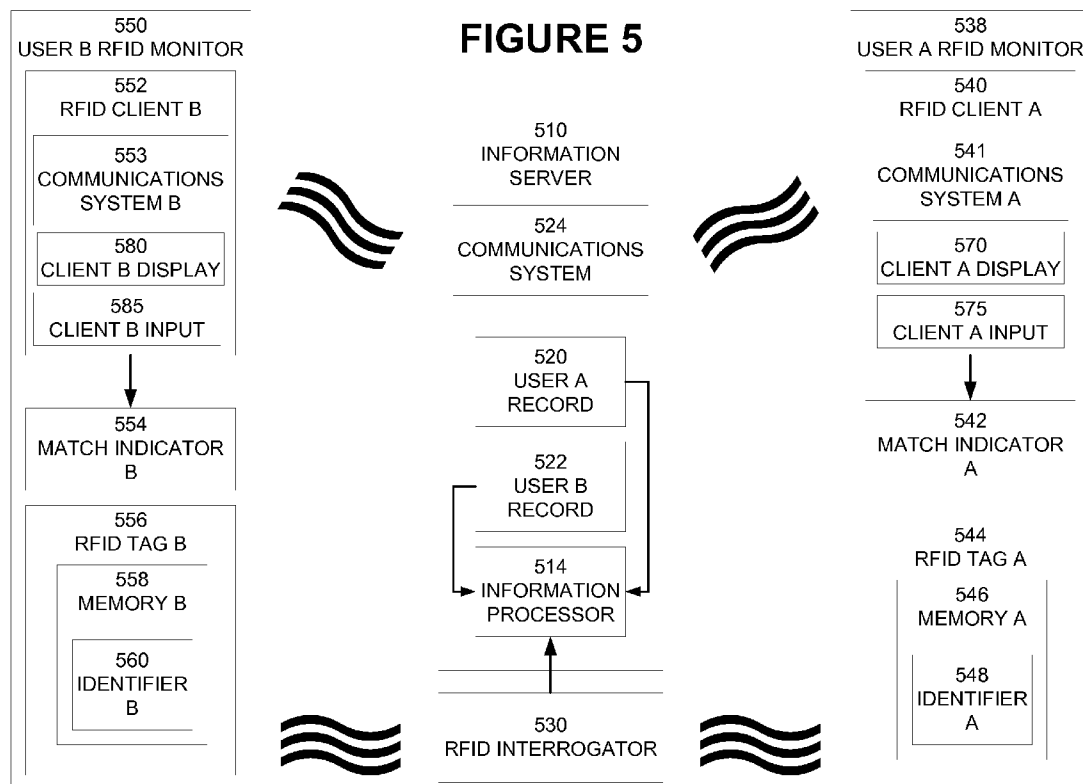 FIGURE 5
550
USER B RFID MONITOR
552
RFID CLIENT B
553
COMMUNICATIONS
SYSTEM B
580
CLIENT B DISPLAY
585
CLIENT B INPUT
554
MATCH INDICATOR
B
556
RFID TAG B
558
MEMORY B
560
IDENTIFIER
B
510
INFORMATION
SERVER
524
COMMUNICATIONS
SYSTEM
520
USER A
RECORD
522
USER B
RECORD
514
INFORMATION
PROCESSOR
530
RFID INTERROGATOR
538
USER A RFID MONITOR
540
RFID CLIENT A
541
COMMUNICATIONS
SYSTEM A
570
CLIENT A DISPLAY
575
CLIENT A INPUT
542
MATCH INDICATOR
A
544
RFID TAG A
546
MEMORY A
548
IDENTIFIER
A